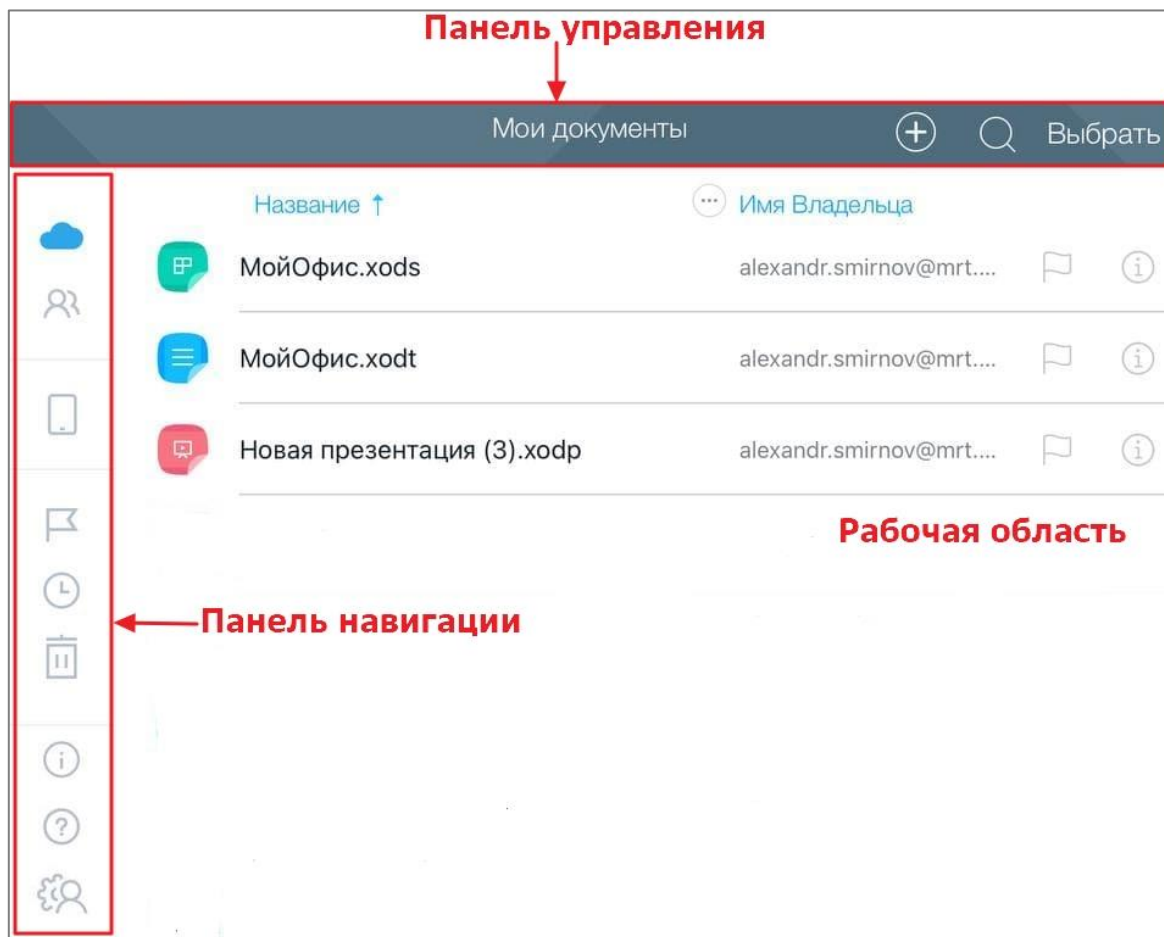 Панель управления
Мои документы Выбрать
Название ↑ Имя Владельца
МойОфис.xods alexandr.smirnov@mrt....
МойОфис.xodt alexandr.smirnov@mrt....
Новая презентация (3).xodp alexandr.smirnov@mrt....
Рабочая область
Панель навигации